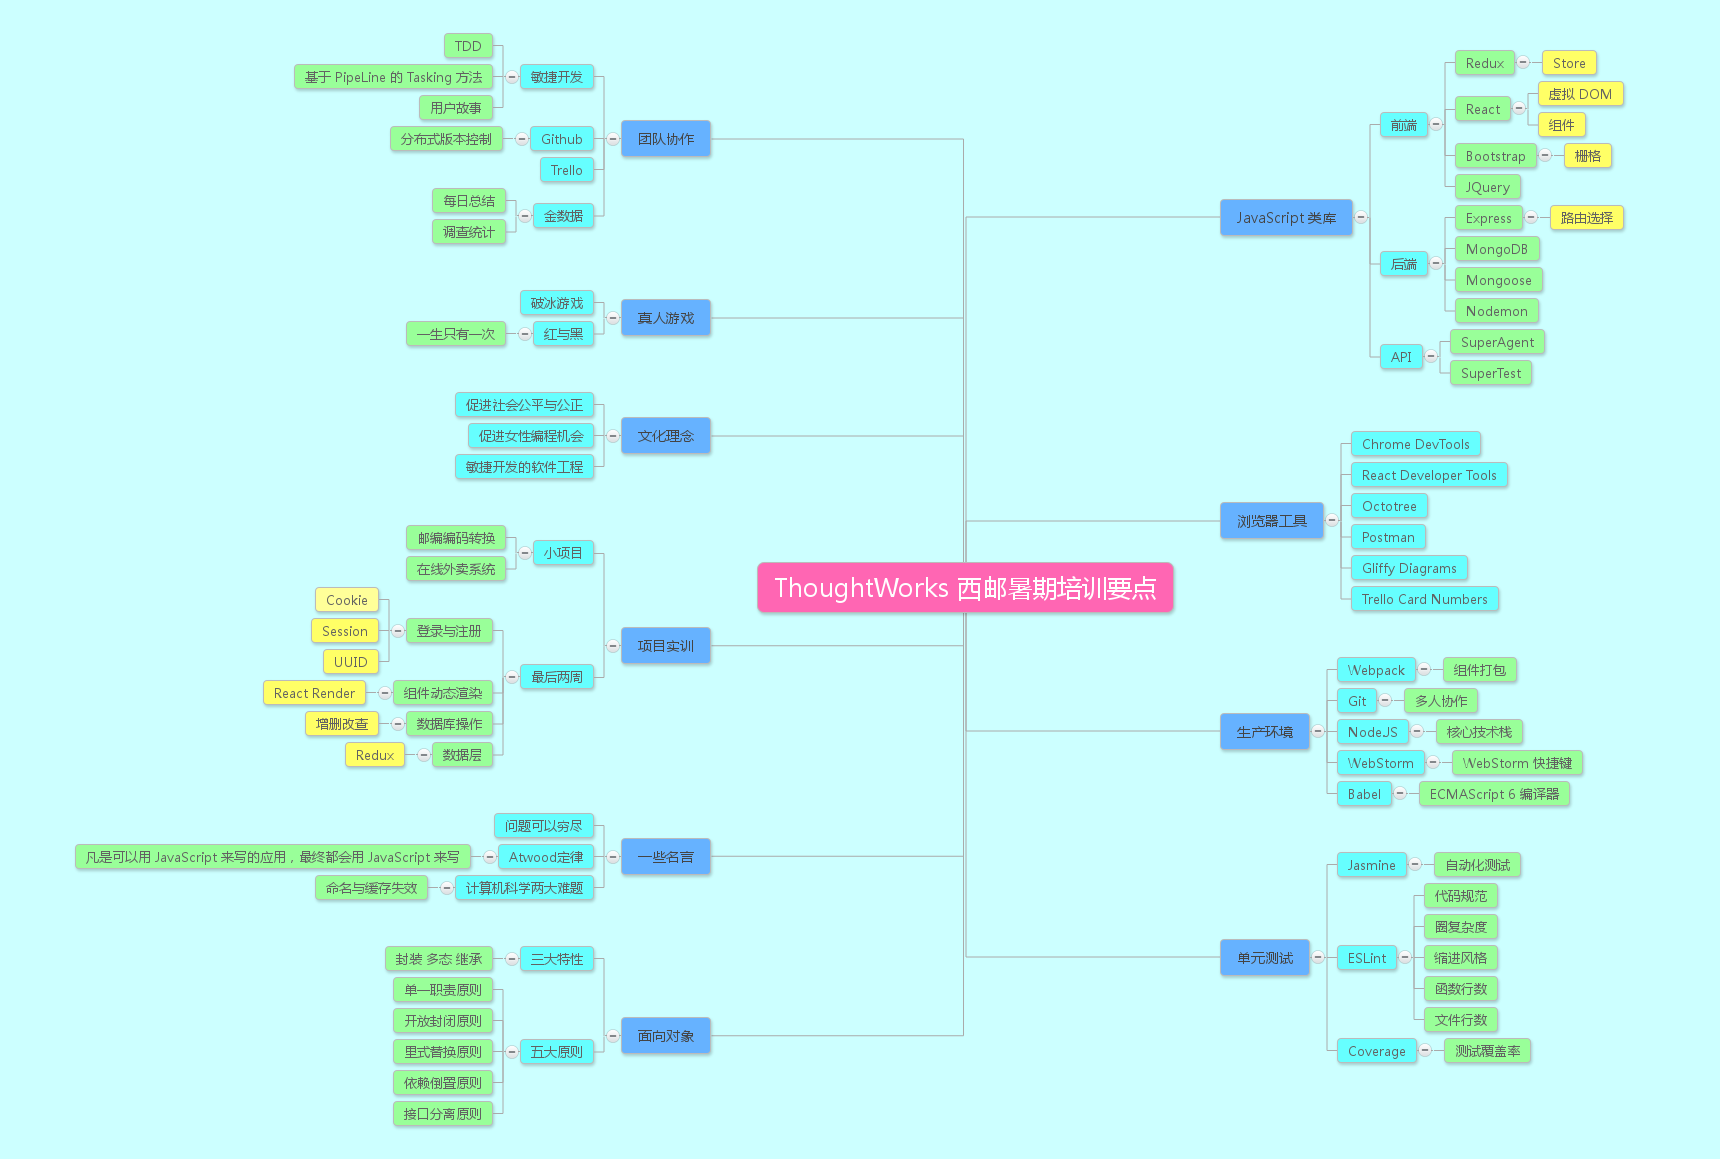 ThoughtWorks 西邮暑期培训要点
团队协作
敏捷开发
TDD
基于 PipeLine 的 Tasking 方法
用户故事
Github
分布式版本控制
Trello
金数据
每日总结
调查统计
真人游戏
破冰游戏
红与黑
一生只有一次
文化理念
促进社会公平与公正
促进女性编程机会
敏捷开发的软件工程
项目实训
小项目
邮编编码转换
在线外卖系统
最后两周
登录与注册
Cookie
Session
UUID
组件动态渲染
React Render
数据库操作
增删改查
数据层
Redux
一些名言
问题可以穷尽
Atwood定律
凡是可以用 JavaScript 来写的应用，最终都会用 JavaScript 来写
计算机科学两大难题
命名与缓存失效
面向对象
三大特性
封装 多态 继承
五大原则
单一职责原则
开放封闭原则
里式替换原则
依赖倒置原则
接口分离原则
JavaScript 类库
前端
Redux
Store
React
虚拟 DOM
组件
Bootstrap
栅格
JQuery
后端
Express
路由选择
MongoDB
Mongoose
Nodemon
API
SuperAgent
SuperTest
浏览器工具
Chrome DevTools
React Developer Tools
Octotree
Postman
Gliffy Diagrams
Trello Card Numbers
生产环境
Webpack
组件打包
Git
多人协作
NodeJS
核心技术栈
WebStorm
WebStorm 快捷键
Babel
ECMAScript 6 编译器
单元测试
Jasmine
自动化测试
ESLint
代码规范
圈复杂度
缩进风格
函数行数
文件行数
Coverage
测试覆盖率